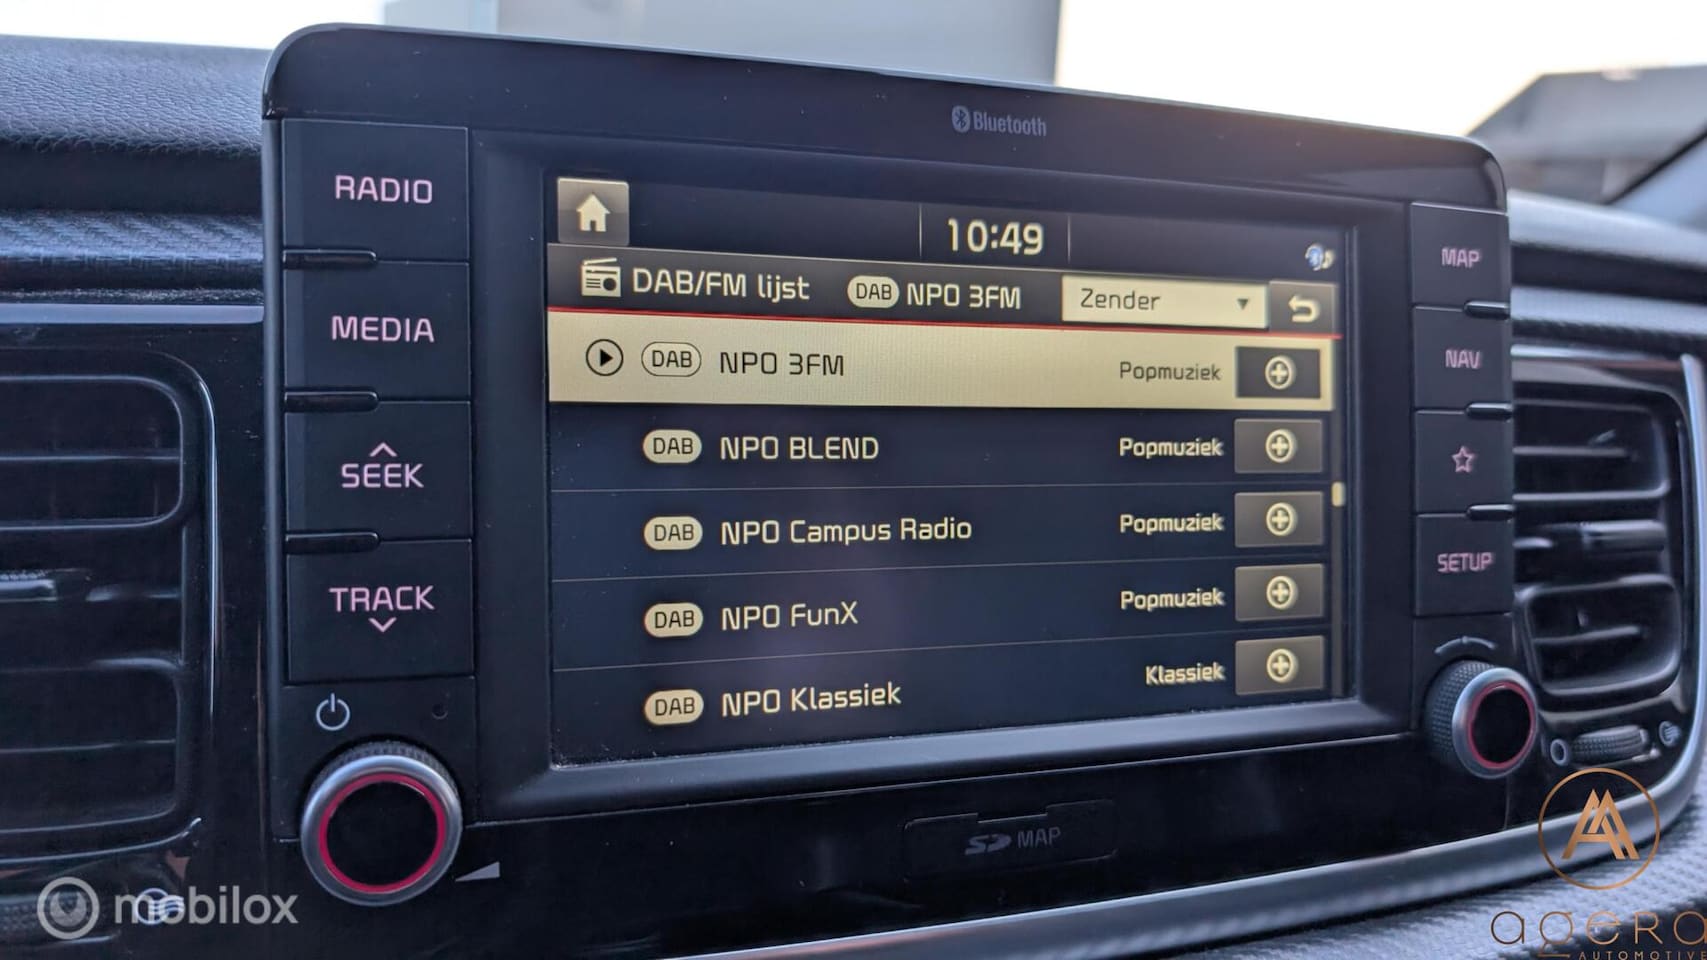 Bluetooth
RADIO
MEDIA
SEEK
TRACK
10:49
DAB/FM lijst DAB NPO 3FM Zender
DAB NPO 3FM Popmuziek
DAB NPO BLEND Popmuziek
DAB NPO Campus Radio Popmuziek
DAB NPO FunX Popmuziek
DAB NPO Klassiek Klassiek
MAP
NAV
SETUP
SD MAP
mobilox
agera
AUTOMOTIVE